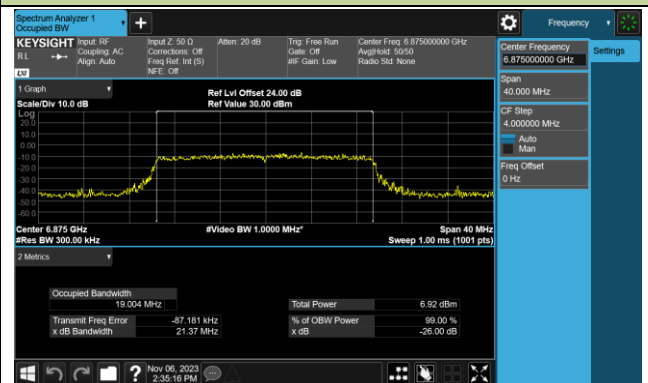 Spectrum Analyzer 1
Occupied BW
Frequency
KEYSIGHT
RL
LXI
Input: RF
Coupling: AC
Align: Auto
Input Z: 50 Ω
Corrections: Off
Freq Ref: Int (S)
NFE: Off
Atten: 20 dB
Trig: Free Run
Gate: Off
#IF Gain: Low
Center Freq: 6.875000000 GHz
Avg|Hold: 50/50
Radio Std: None
Center Frequency
6.875000000 GHz
Settings
Span
40.000 MHz
CF Step
4.000000 MHz
Auto
Man
Freq Offset
0 Hz
1 Graph
Scale/Div 10.0 dB
Ref Lvl Offset 24.00 dB
Ref Value 30.00 dBm
Log
20.0
10.0
0.00
-10.0
-20.0
-30.0
-40.0
-50.0
-60.0
Center 6.875 GHz
#Video BW 1.0000 MHz*
Span 40 MHz
#Res BW 300.00 kHz
Sweep 1.00 ms (1001 pts)
2 Metrics
Occupied Bandwidth
19.004 MHz
Total Power 6.92 dBm
Transmit Freq Error -87.181 kHz
% of OBW Power 99.00 %
x dB Bandwidth 21.37 MHz
x dB -26.00 dB
Nov 06, 2023
2:35:16 PM